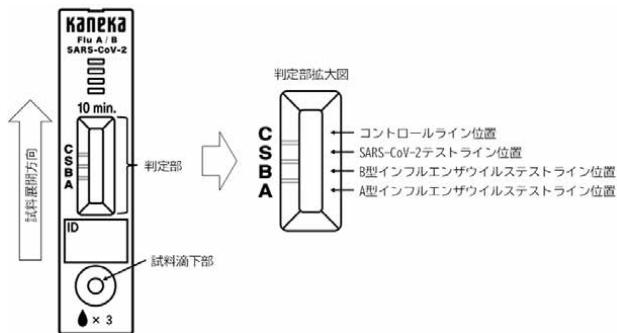 KANEKA
Flu A / B
SARS-CoV-2
10 min.
C
S
B
A
判定部
試料展開方向
ID
試料滴下部
× 3
判定部拡大図
C
S
B
A
コントロールライン位置
SARS-CoV-2テストライン位置
B型インフルエンザウイルステストライン位置
A型インフルエンザウイルステストライン位置